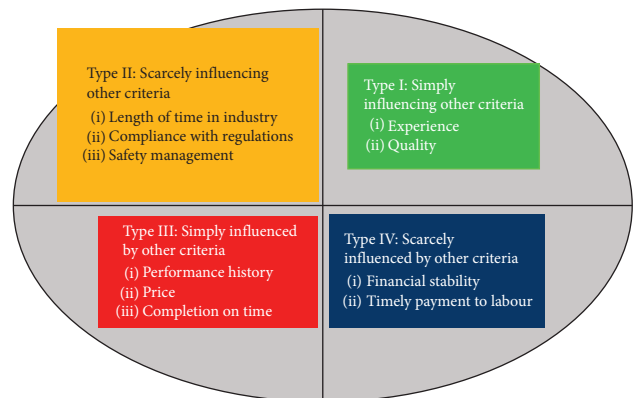 Type II: Scarcely influencing
other criteria
(i) Length of time in industry
(ii) Compliance with regulations
(iii) Safety management
Type I: Simply
influencing other criteria
(i) Experience
(ii) Quality
Type III: Simply influenced
by other criteria
(i) Performance history
(ii) Price
(iii) Completion on time
Type IV: Scarcely
influenced by other criteria
(i) Financial stability
(ii) Timely payment to labour